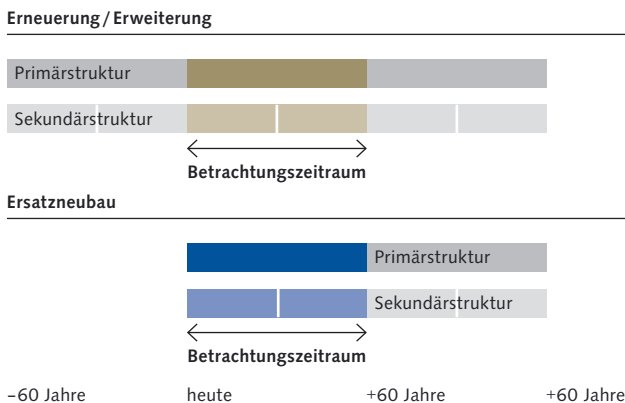 Erneuerung / Erweiterung
Primärstruktur
Sekundärstruktur
Betrachtungszeitraum
Ersatzneubau
Primärstruktur
Sekundärstruktur
Betrachtungszeitraum
–60 Jahre heute +60 Jahre +60 Jahre